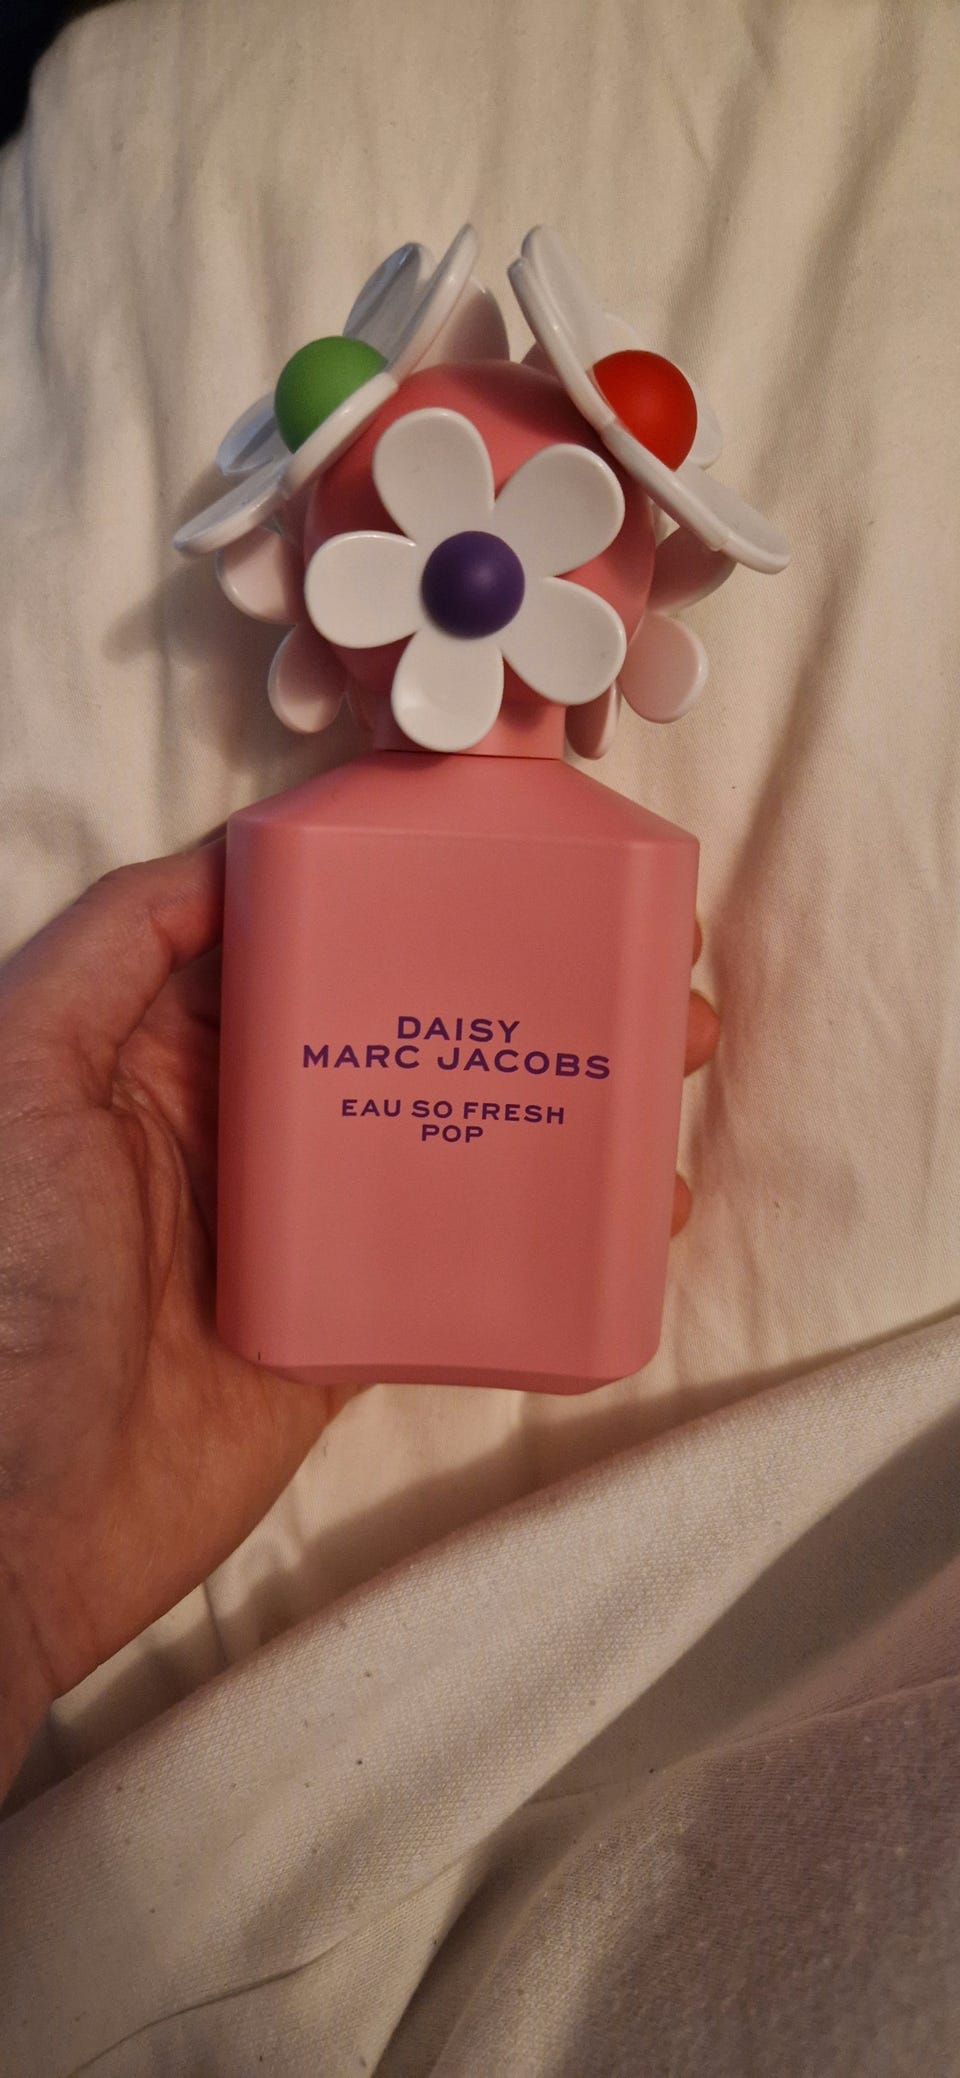 DAISY
MARC JACOBS
EAU SO FRESH
POP